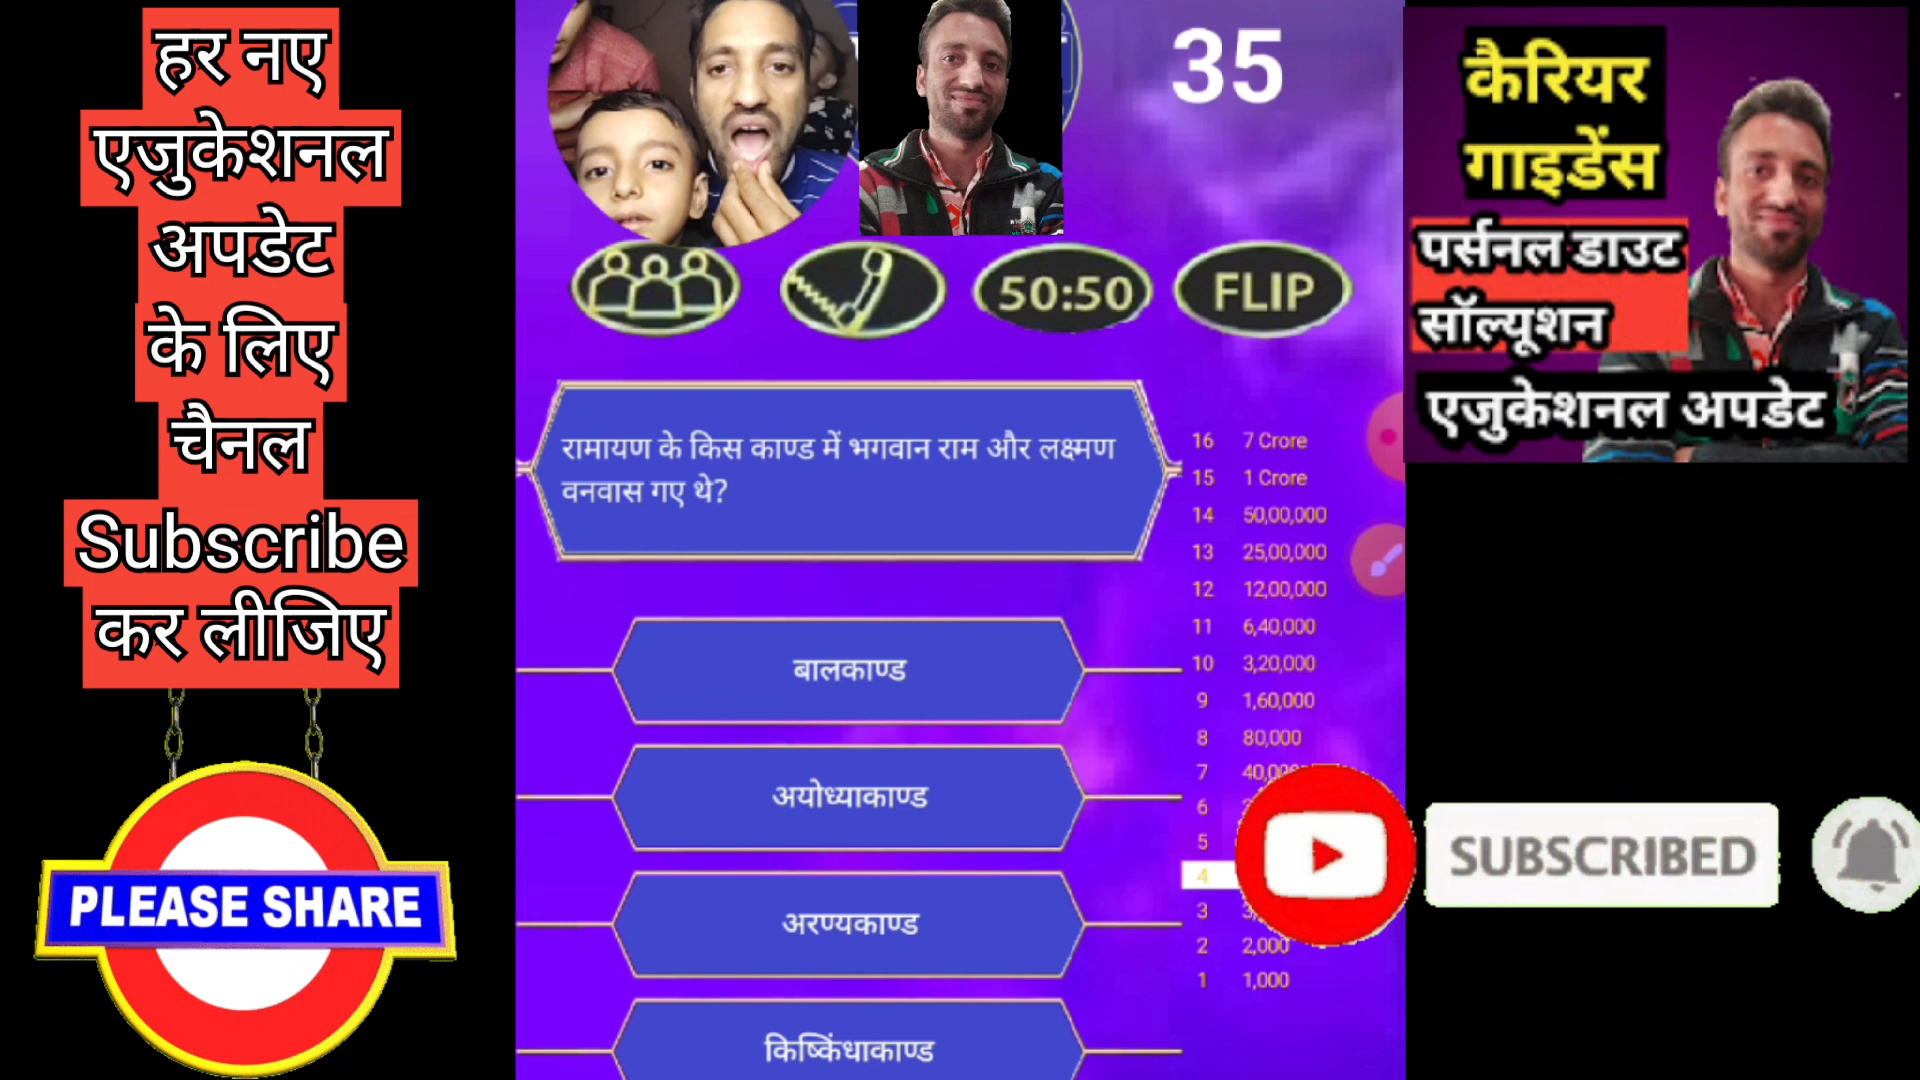 हर नए
एजुकेशनल
अपडेट
के लिए
चैनल
Subscribe
कर लीजिए
PLEASE SHARE
35
50:50
FLIP
रामायण के किस काण्ड में भगवान राम और लक्ष्मण
वनवास गए थे?
बालकाण्ड
अयोध्याकाण्ड
अरण्यकाण्ड
किष्किंधाकाण्ड
16 7 Crore
15 1 Crore
14 50,00,000
13 25,00,000
12 12,00,000
11 6,40,000
10 3,20,000
9 1,60,000
8 80,000
7
6
5
4
3
2 2,000
1 1,000
कैरियर
गाइडेंस
पर्सनल डाउट
सॉल्यूशन
एजुकेशनल अपडेट
SUBSCRIBED